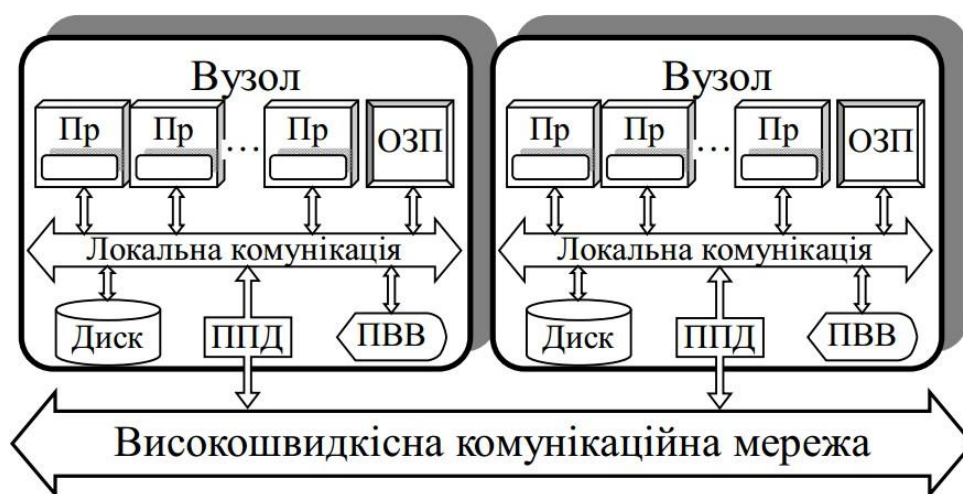 Вузол
Пр Пр … Пр ОЗП
Локальна комунікація
Диск ППД ПВВ
Вузол
Пр Пр … Пр ОЗП
Локальна комунікація
Диск ППД ПВВ
Високошвидкісна комунікаційна мережа